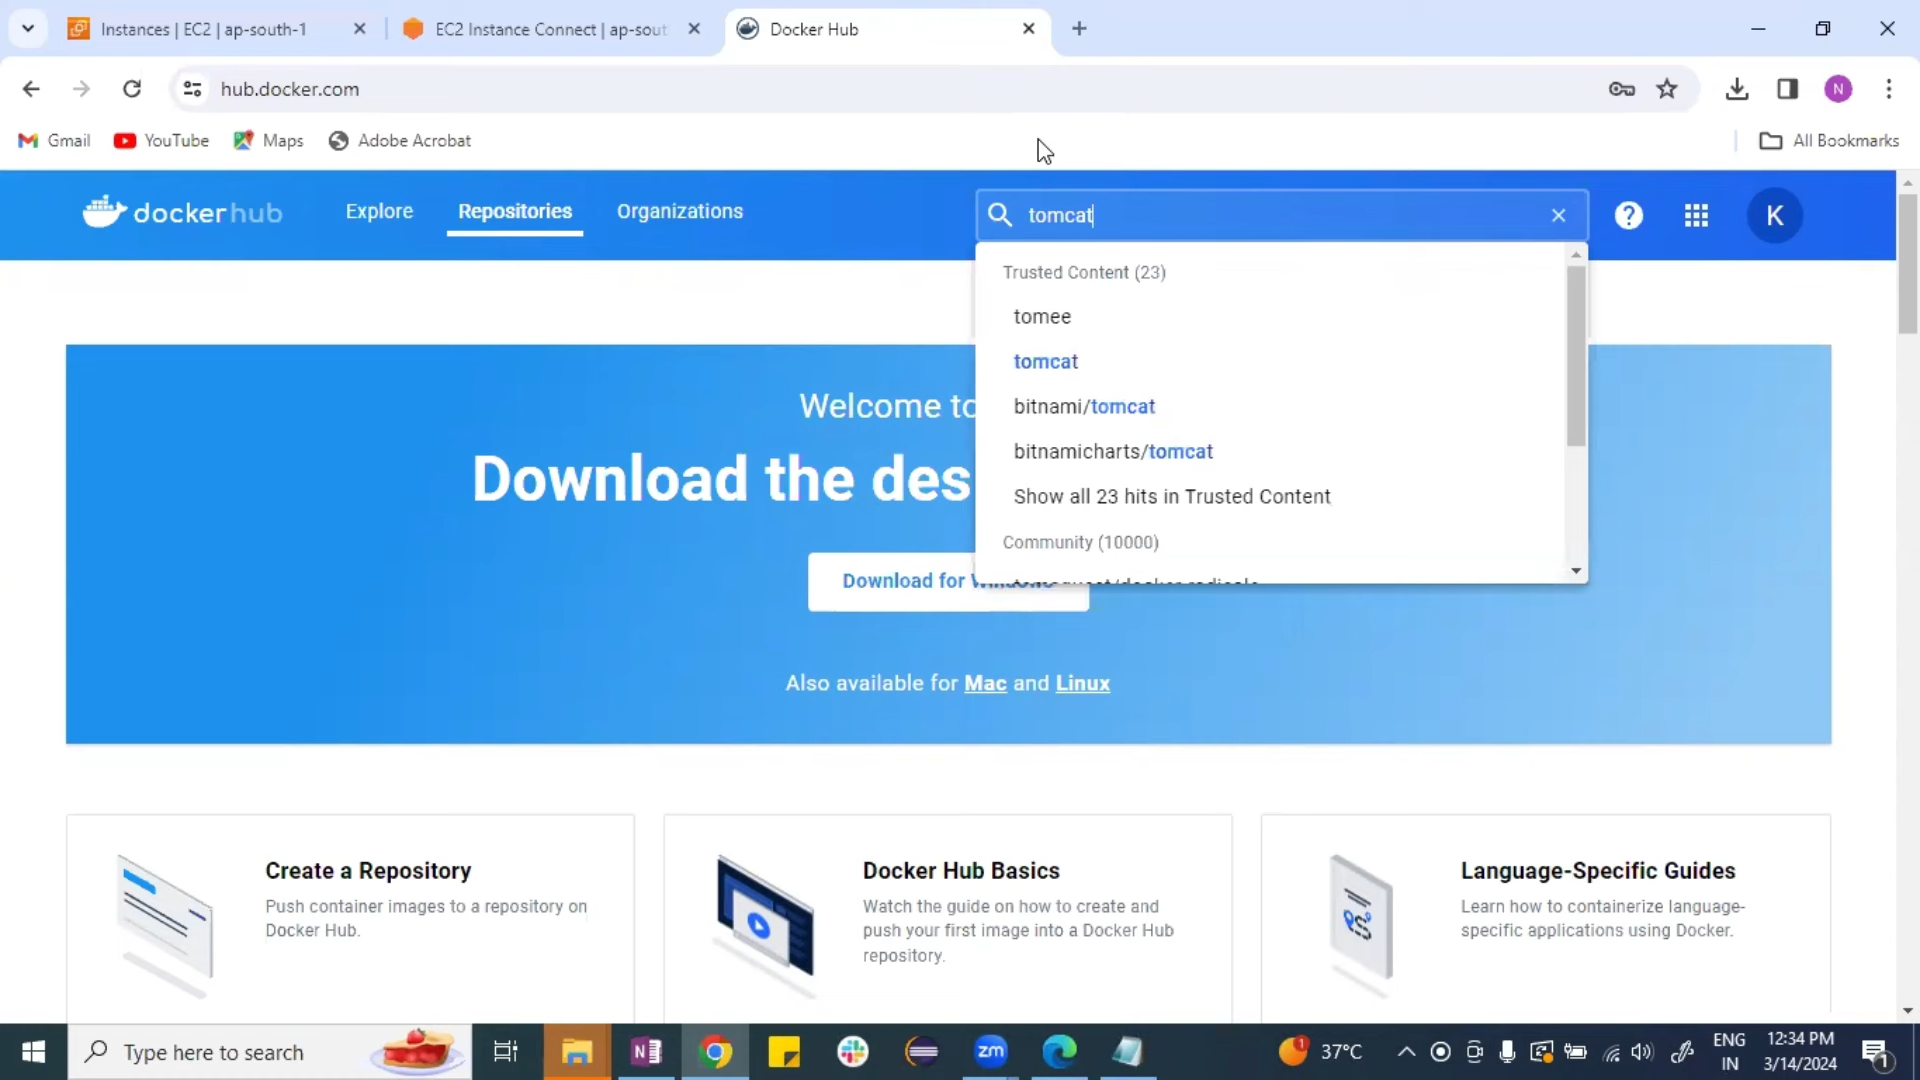 Instances | EC2 | ap-south-1
EC2 Instance Connect | ap-sout
Docker Hub
hub.docker.com
N
Gmail
YouTube
Maps
Adobe Acrobat
All Bookmarks
dockerhub
Explore
Repositories
Organizations
tomcat
K
Trusted Content (23)
tomee
tomcat
bitnami/tomcat
bitnamicharts/tomcat
Show all 23 hits in Trusted Content
Community (10000)
Welcome to
Download the des
Download for Windows
Also available for Mac and Linux
Create a Repository
Push container images to a repository on
Docker Hub.
Docker Hub Basics
Watch the guide on how to create and
push your first image into a Docker Hub
repository.
Language-Specific Guides
Learn how to containerize language-
specific applications using Docker.
Type here to search
N
zm
1
37°C
ENG
IN
12:34 PM
3/14/2024
1